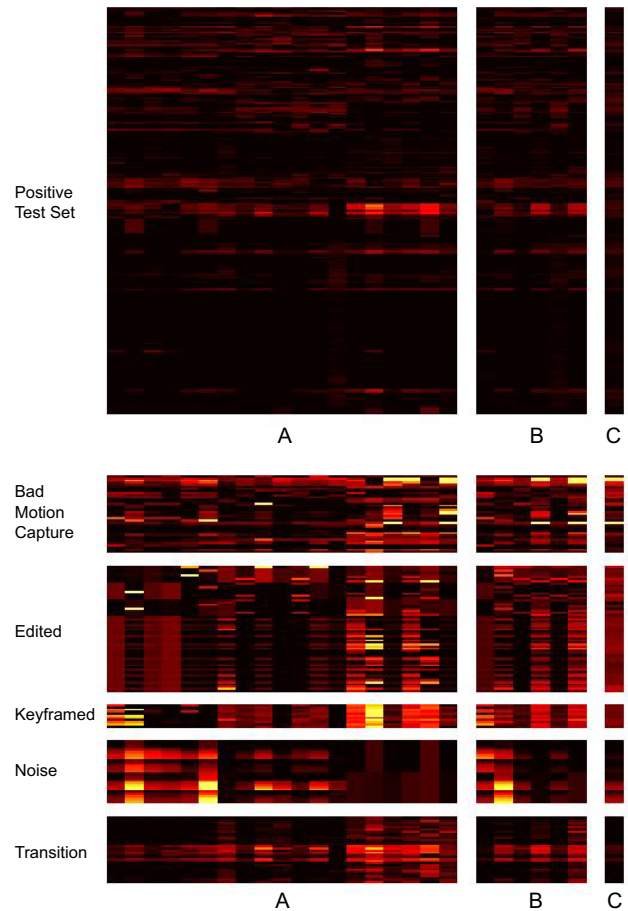 Positive
Test Set
A B C
Bad
Motion
Capture
Edited
Keyframed
Noise
Transition
A B C